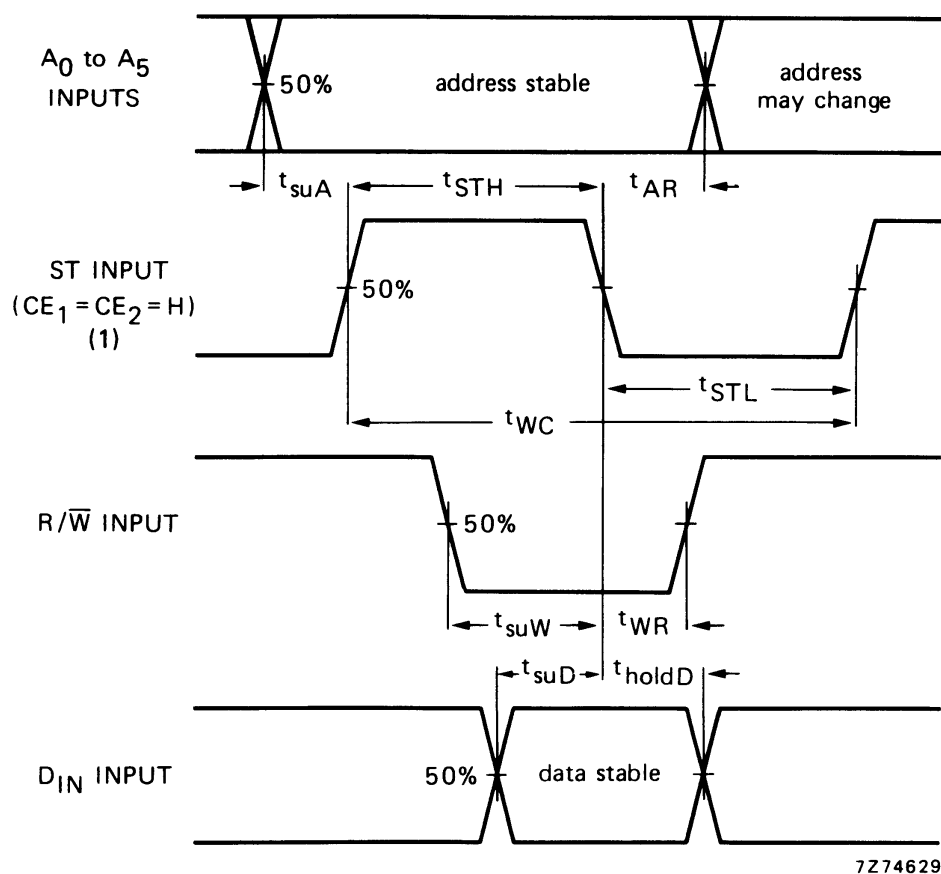 A0 to A5
INPUTS
50%
address stable
address
may change
tsuA
tSTH
tAR
ST INPUT
(CE1 = CE2 = H)
(1)
50%
tSTL
tWC
R/W̅ INPUT
50%
tsuW
tWR
tsuD
tholdD
DIN INPUT
50%
data stable
7Z74629